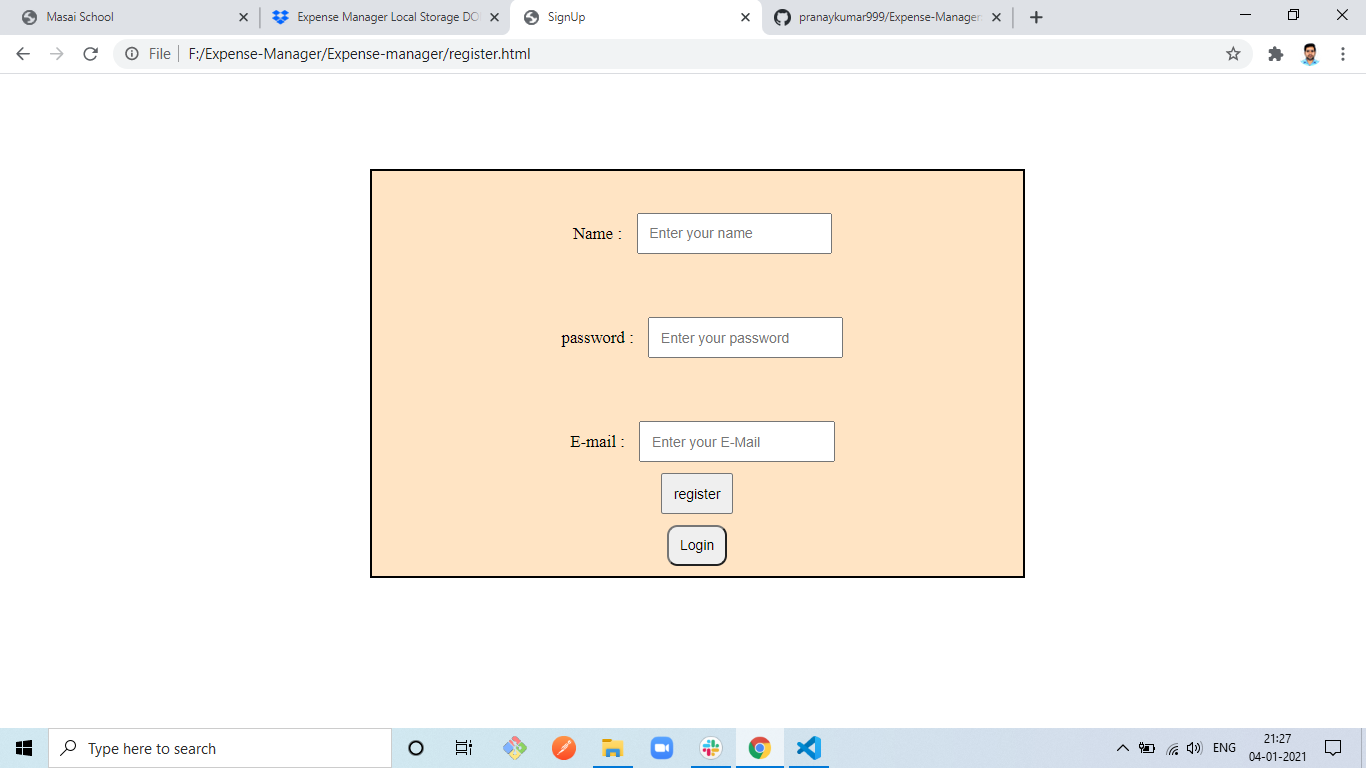 Masai School
Expense Manager Local Storage DO
SignUp
pranaykumar999/Expense-Manager
File
F:/Expense-Manager/Expense-manager/register.html
Name :
Enter your name
password :
Enter your password
E-mail :
Enter your E-Mail
register
Login
Type here to search
ENG
21:27
04-01-2021